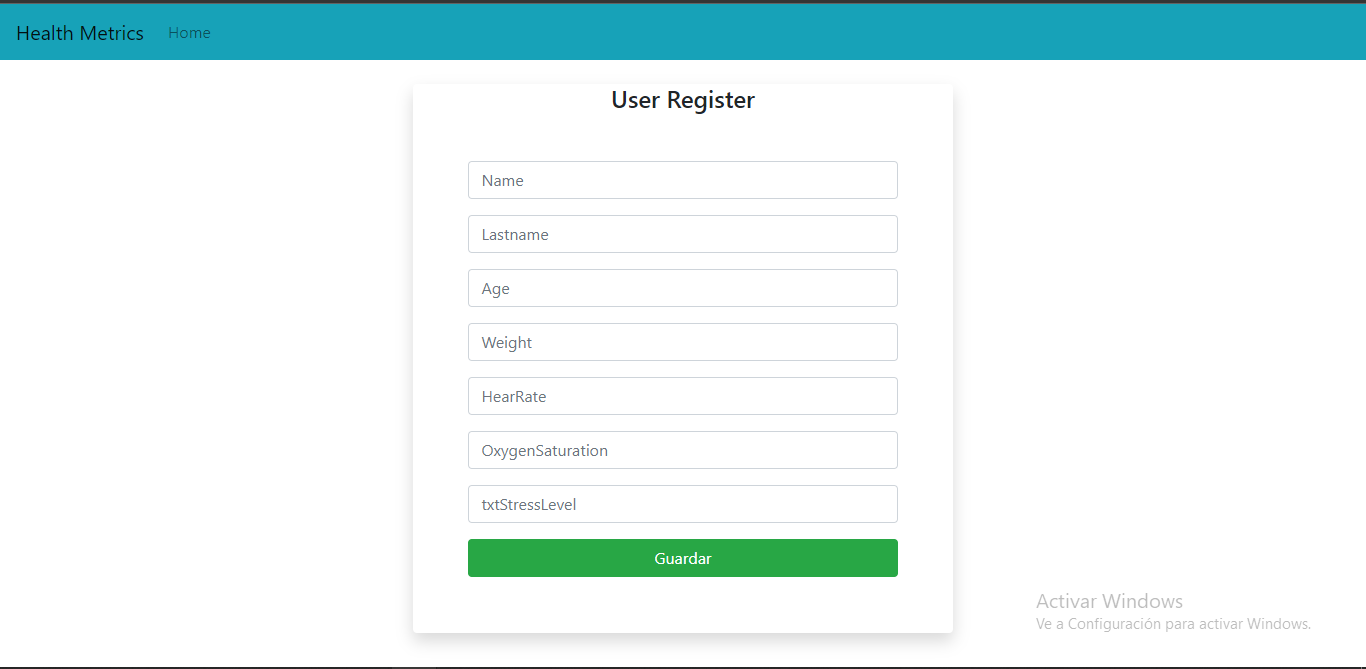 Health Metrics Home
User Register
Name
Lastname
Age
Weight
HearRate
OxygenSaturation
txtStressLevel
Guardar
Activar Windows
Ve a Configuración para activar Windows.